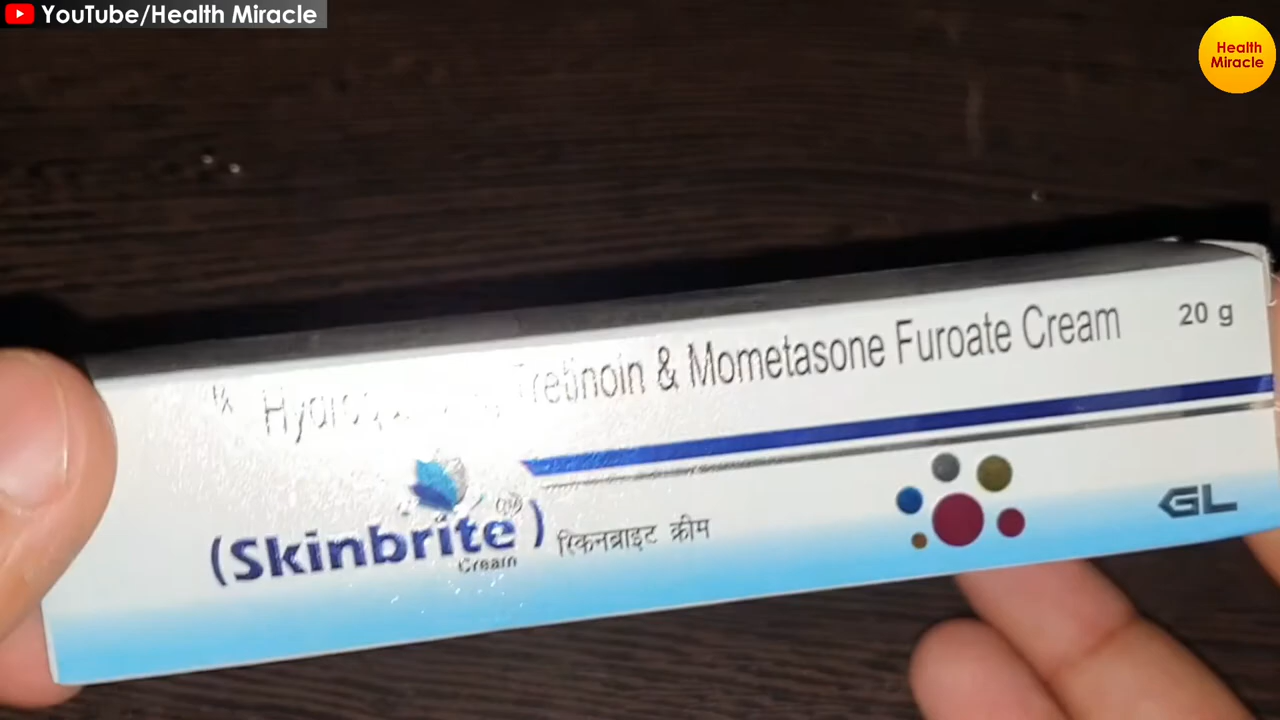 YouTube/Health Miracle
Health
Miracle
Tretinoin & Mometasone Furoate Cream
20 g
(Skinbrite)
Cream
स्किनब्राइट क्रीम
GL